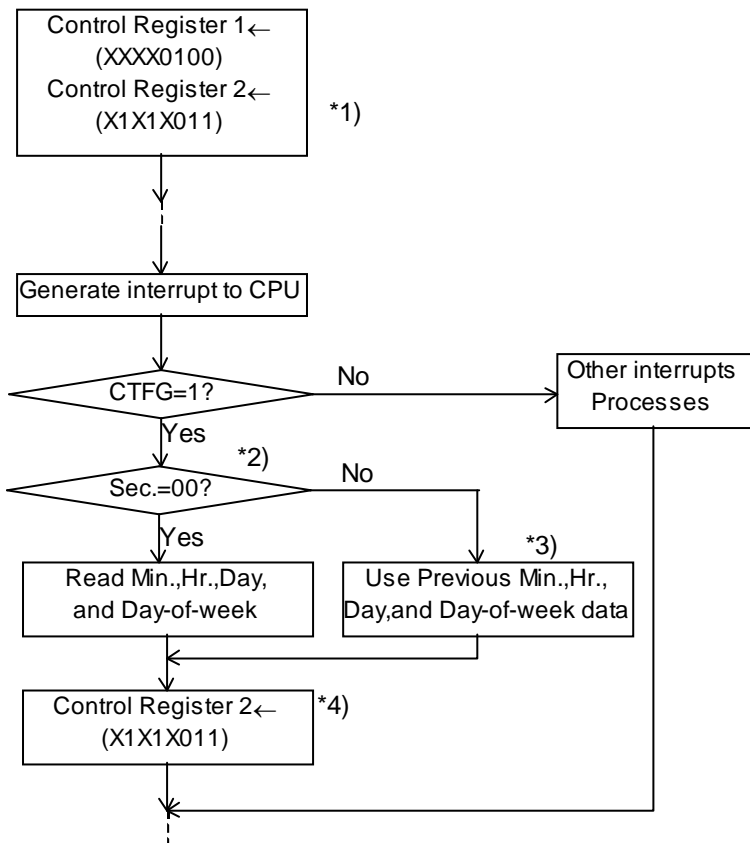 Control Register 1←
(XXXX0100)
Control Register 2←
(X1X1X011)
*1)
Generate interrupt to CPU
CTFG=1?
No
Other interrupts
Processes
Yes
*2)
Sec.=00?
No
Yes
*3)
Read Min.,Hr.,Day,
and Day-of-week
Use Previous Min.,Hr.,
Day,and Day-of-week data
Control Register 2←
(X1X1X011)
*4)